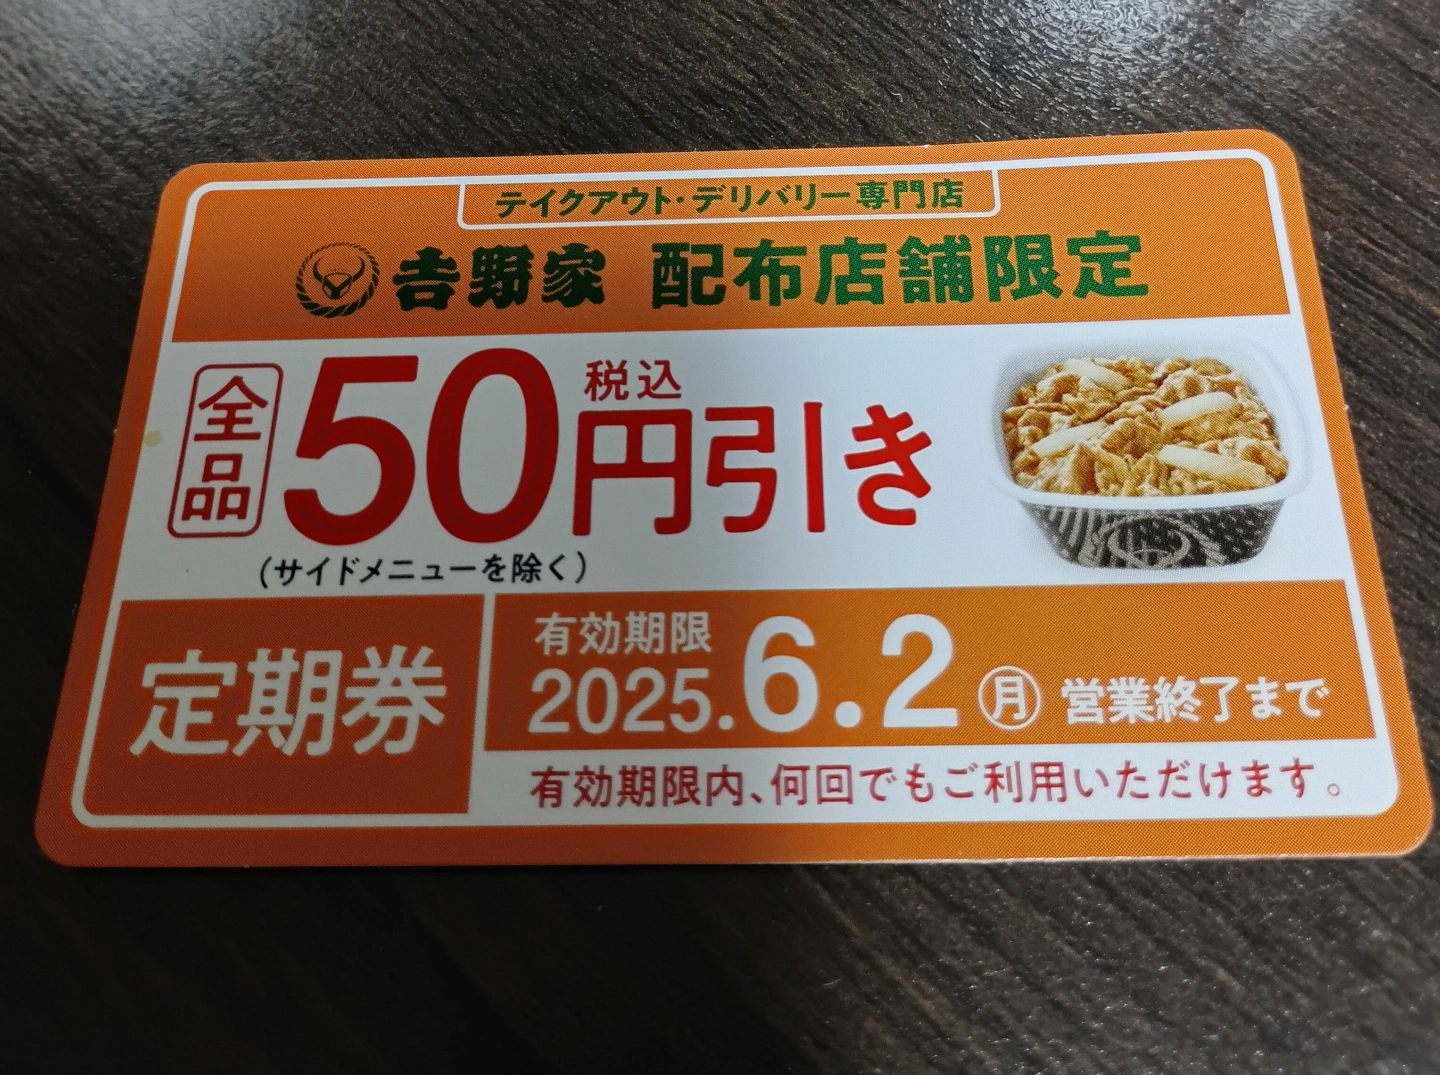 テイクアウト・デリバリー専門店
吉野家 配布店舗限定
全品
50円引き
税込
(サイドメニューを除く)
定期券
有効期限
2025.6.2(月)営業終了まで
有効期限内、何回でもご利用いただけます。